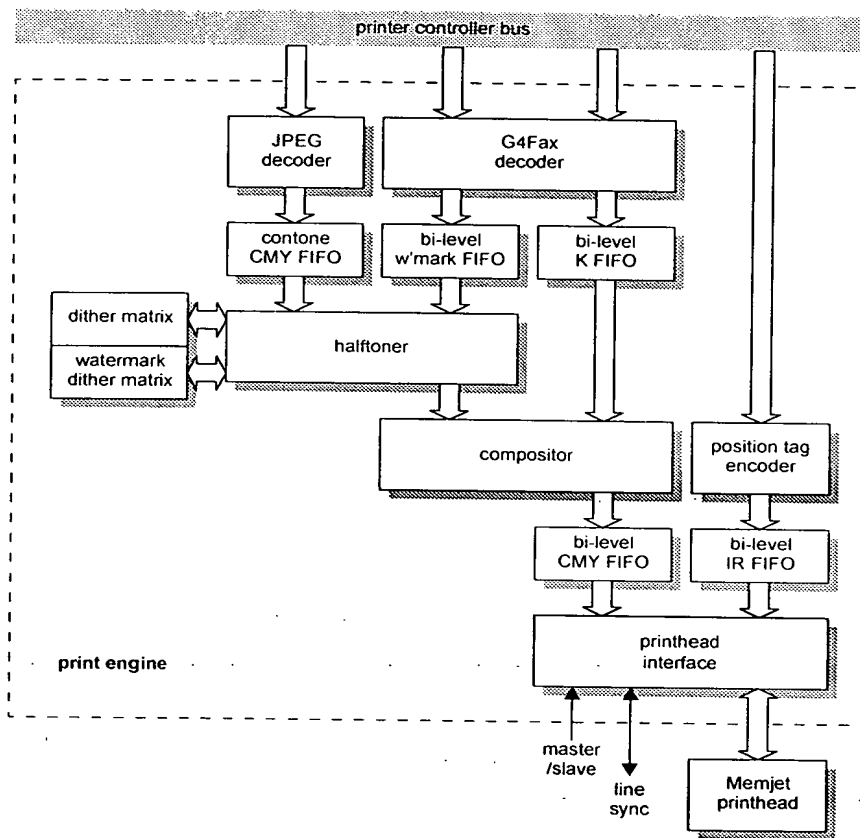 printer controller bus
JPEG
decoder
G4Fax
decoder
contone
CMY FIFO
bi-level
w'mark FIFO
bi-level
K FIFO
dither matrix
watermark
dither matrix
halftoner
compositor
position tag
encoder
bi-level
CMY FIFO
bi-level
IR FIFO
printhead
interface
print engine
master
/slave
line
sync
Memjet
printhead